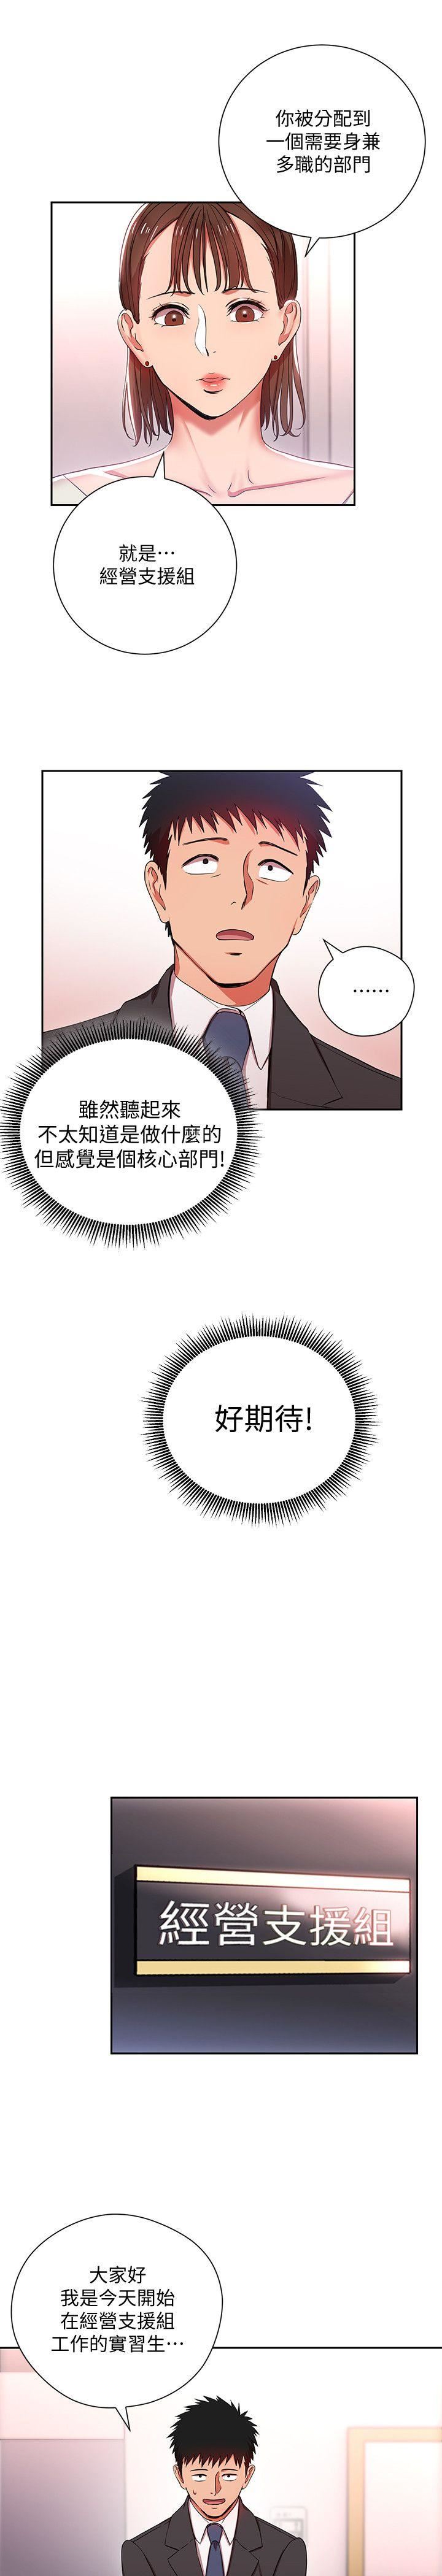 你被分配到
一個需要身兼
多職的部門
就是…
經營支援組
……
雖然聽起來
不太知道是做什麼的
但感覺是個核心部門!
好期待!
經營支援組
大家好
我是今天開始
在經營支援組
工作的實習生…